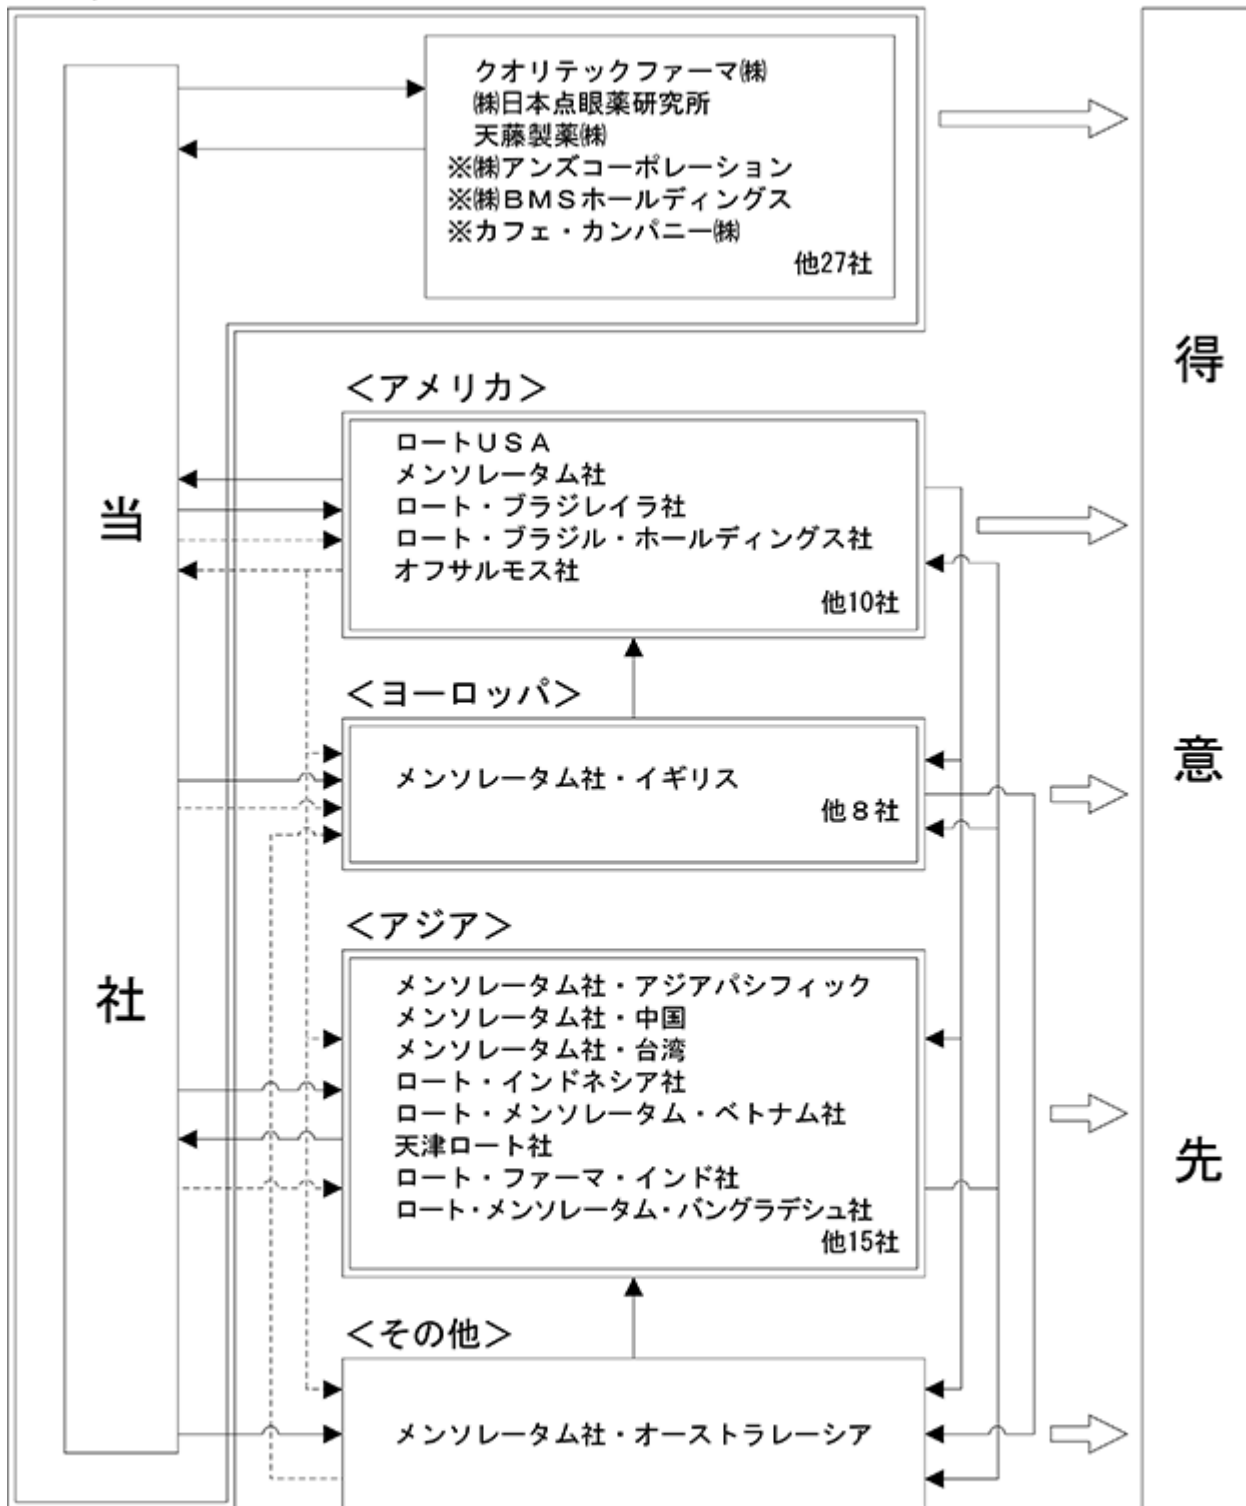 当社
クオリテックファーマ㈱
㈱日本点眼薬研究所
天藤製薬㈱
※㈱アンズコーポレーション
※㈱ＢＭＳホールディングス
※カフェ・カンパニー㈱
他27社
＜アメリカ＞
ロートＵＳＡ
メンソレータム社
ロート・ブラジレイラ社
ロート・ブラジル・ホールディングス社
オフサルモス社
他10社
＜ヨーロッパ＞
メンソレータム社・イギリス
他８社
＜アジア＞
メンソレータム社・アジアパシフィック
メンソレータム社・中国
メンソレータム社・台湾
ロート・インドネシア社
ロート・メンソレータム・ベトナム社
天津ロート社
ロート・ファーマ・インド社
ロート・メンソレータム・バングラデシュ社
他15社
＜その他＞
メンソレータム社・オーストラレーシア
得意先